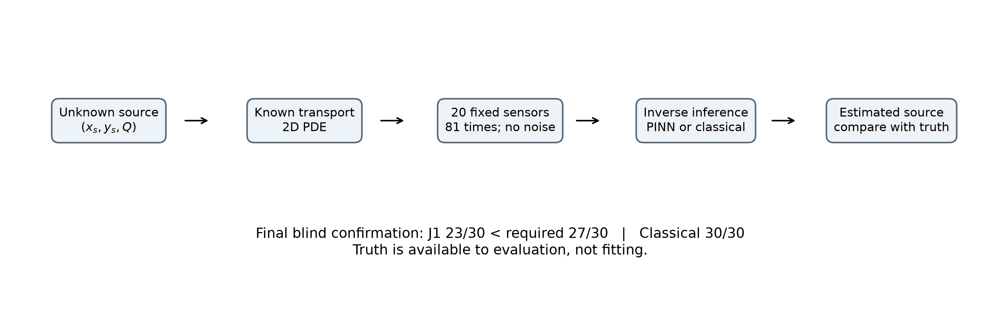 Unknown source
(xₛ, yₛ, Q)
Known transport
2D PDE
20 fixed sensors
81 times; no noise
Inverse inference
PINN or classical
Estimated source
compare with truth
Final blind confirmation: J1 23/30 < required 27/30 | Classical 30/30
Truth is available to evaluation, not fitting.